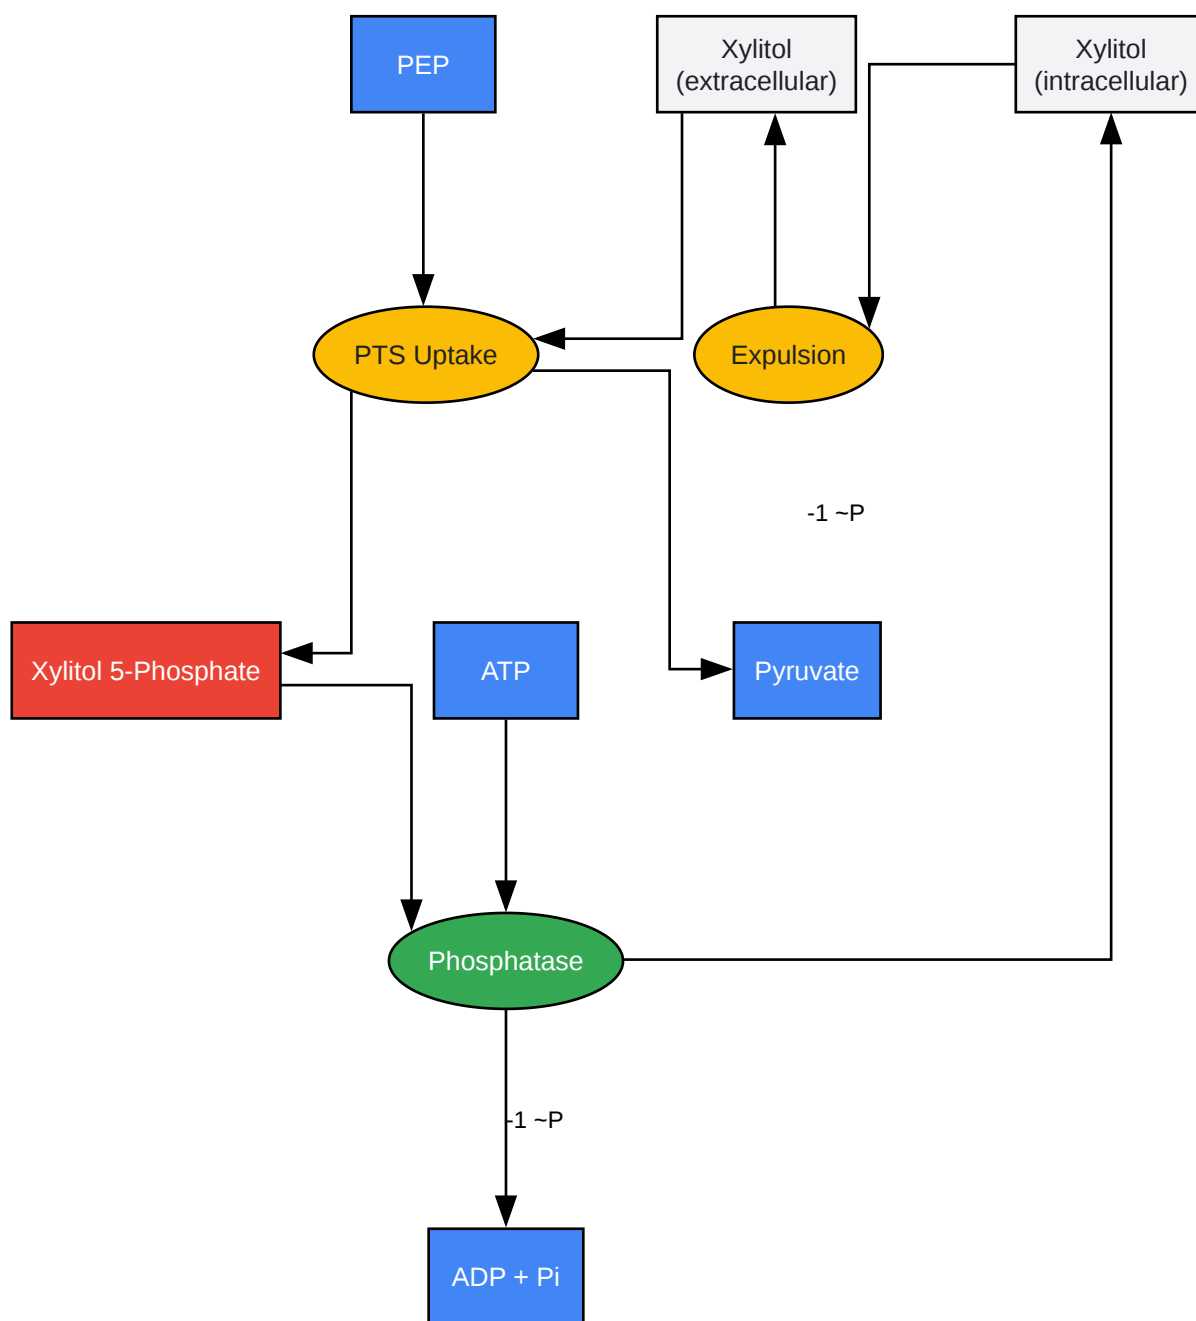 PEP
Xylitol
(extracellular)
Xylitol
(intracellular)
PTS Uptake
Expulsion
-1 ~P
Xylitol 5-Phosphate
ATP
Pyruvate
Phosphatase
-1 ~P
ADP + Pi